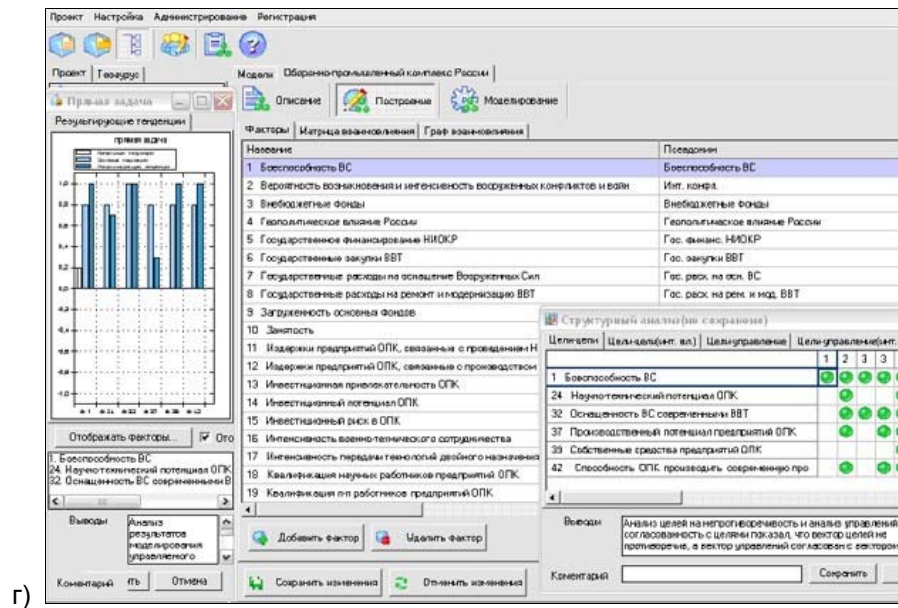 Проект Настройка Администрирование Регистрация
Проект Тезаурус
Модели Оборонно-промышленный комплекс России
Прямая задача
Описание Построение Моделирование
Результирующие тенденции
Факторы Матрица взаимовлияния Граф взаимовлияния
прямая задача
Название Псевдоним
1 Боеспособность ВС Боеспособность ВС
2 Вероятность возникновения и интенсивность вооруженных конфликтов и войн Инт. конфл.
3 Внебюджетные фонды Внебюджетные фонды
4 Геополитическое влияние России Геополитическое влияние России
5 Государственное финансирование НИОКР Гос. финанс. НИОКР
6 Государственные закупки ВВТ Гос. закупки ВВТ
7 Государственные расходы на оснащение Вооруженных Сил Гос. расх. на осн. ВС
8 Государственные расходы на ремонт и модернизацию ВВТ Гос. расх. на рем. и мод. ВВТ
9 Загруженность основных фондов
10 Занятость
11 Издержки предприятий ОПК, связанные с проведением Н
12 Издержки предприятий ОПК, связанные с производством
13 Инвестиционная привлекательность ОПК
14 Инвестиционный потенциал ОПК
15 Инвестиционный риск в ОПК
16 Интенсивность военно-технического сотрудничества
17 Интенсивность передачи технологий двойного назначения
18 Квалификация научных работников предприятий ОПК
19 Квалификация п-п работников предприятий ОПК
Структурный анализ(не сохранено)
Цели-цели Цели-цели(инт. вл.) Цели-управление Цели-управление(инт.
1 2 3 3
1 Боеспособность ВС
24 Научно-технический потенциал ОПК
32 Оснащенность ВС современными ВВТ
37 Производственный потенциал предприятий ОПК
39 Собственные средства предприятий ОПК
42 Способность ОПК производить современную про
Отображать факторы... Ото
1. Боеспособность ВС
24. Научно-технический потенциал ОПК
32. Оснащенность ВС современными В
Выводы Анализ
результатов
моделирования
управляемого
Комментарий ть Отмена
Добавить фактор Удалить фактор
Сохранить изменения Отменить изменения
Выводы Анализ целей на непротиворечивость и анализ управлений
согласованность с целями показал, что вектор целей не
противоречив, а вектор управлений согласован с вектором
Коментарий Сохранить
г)